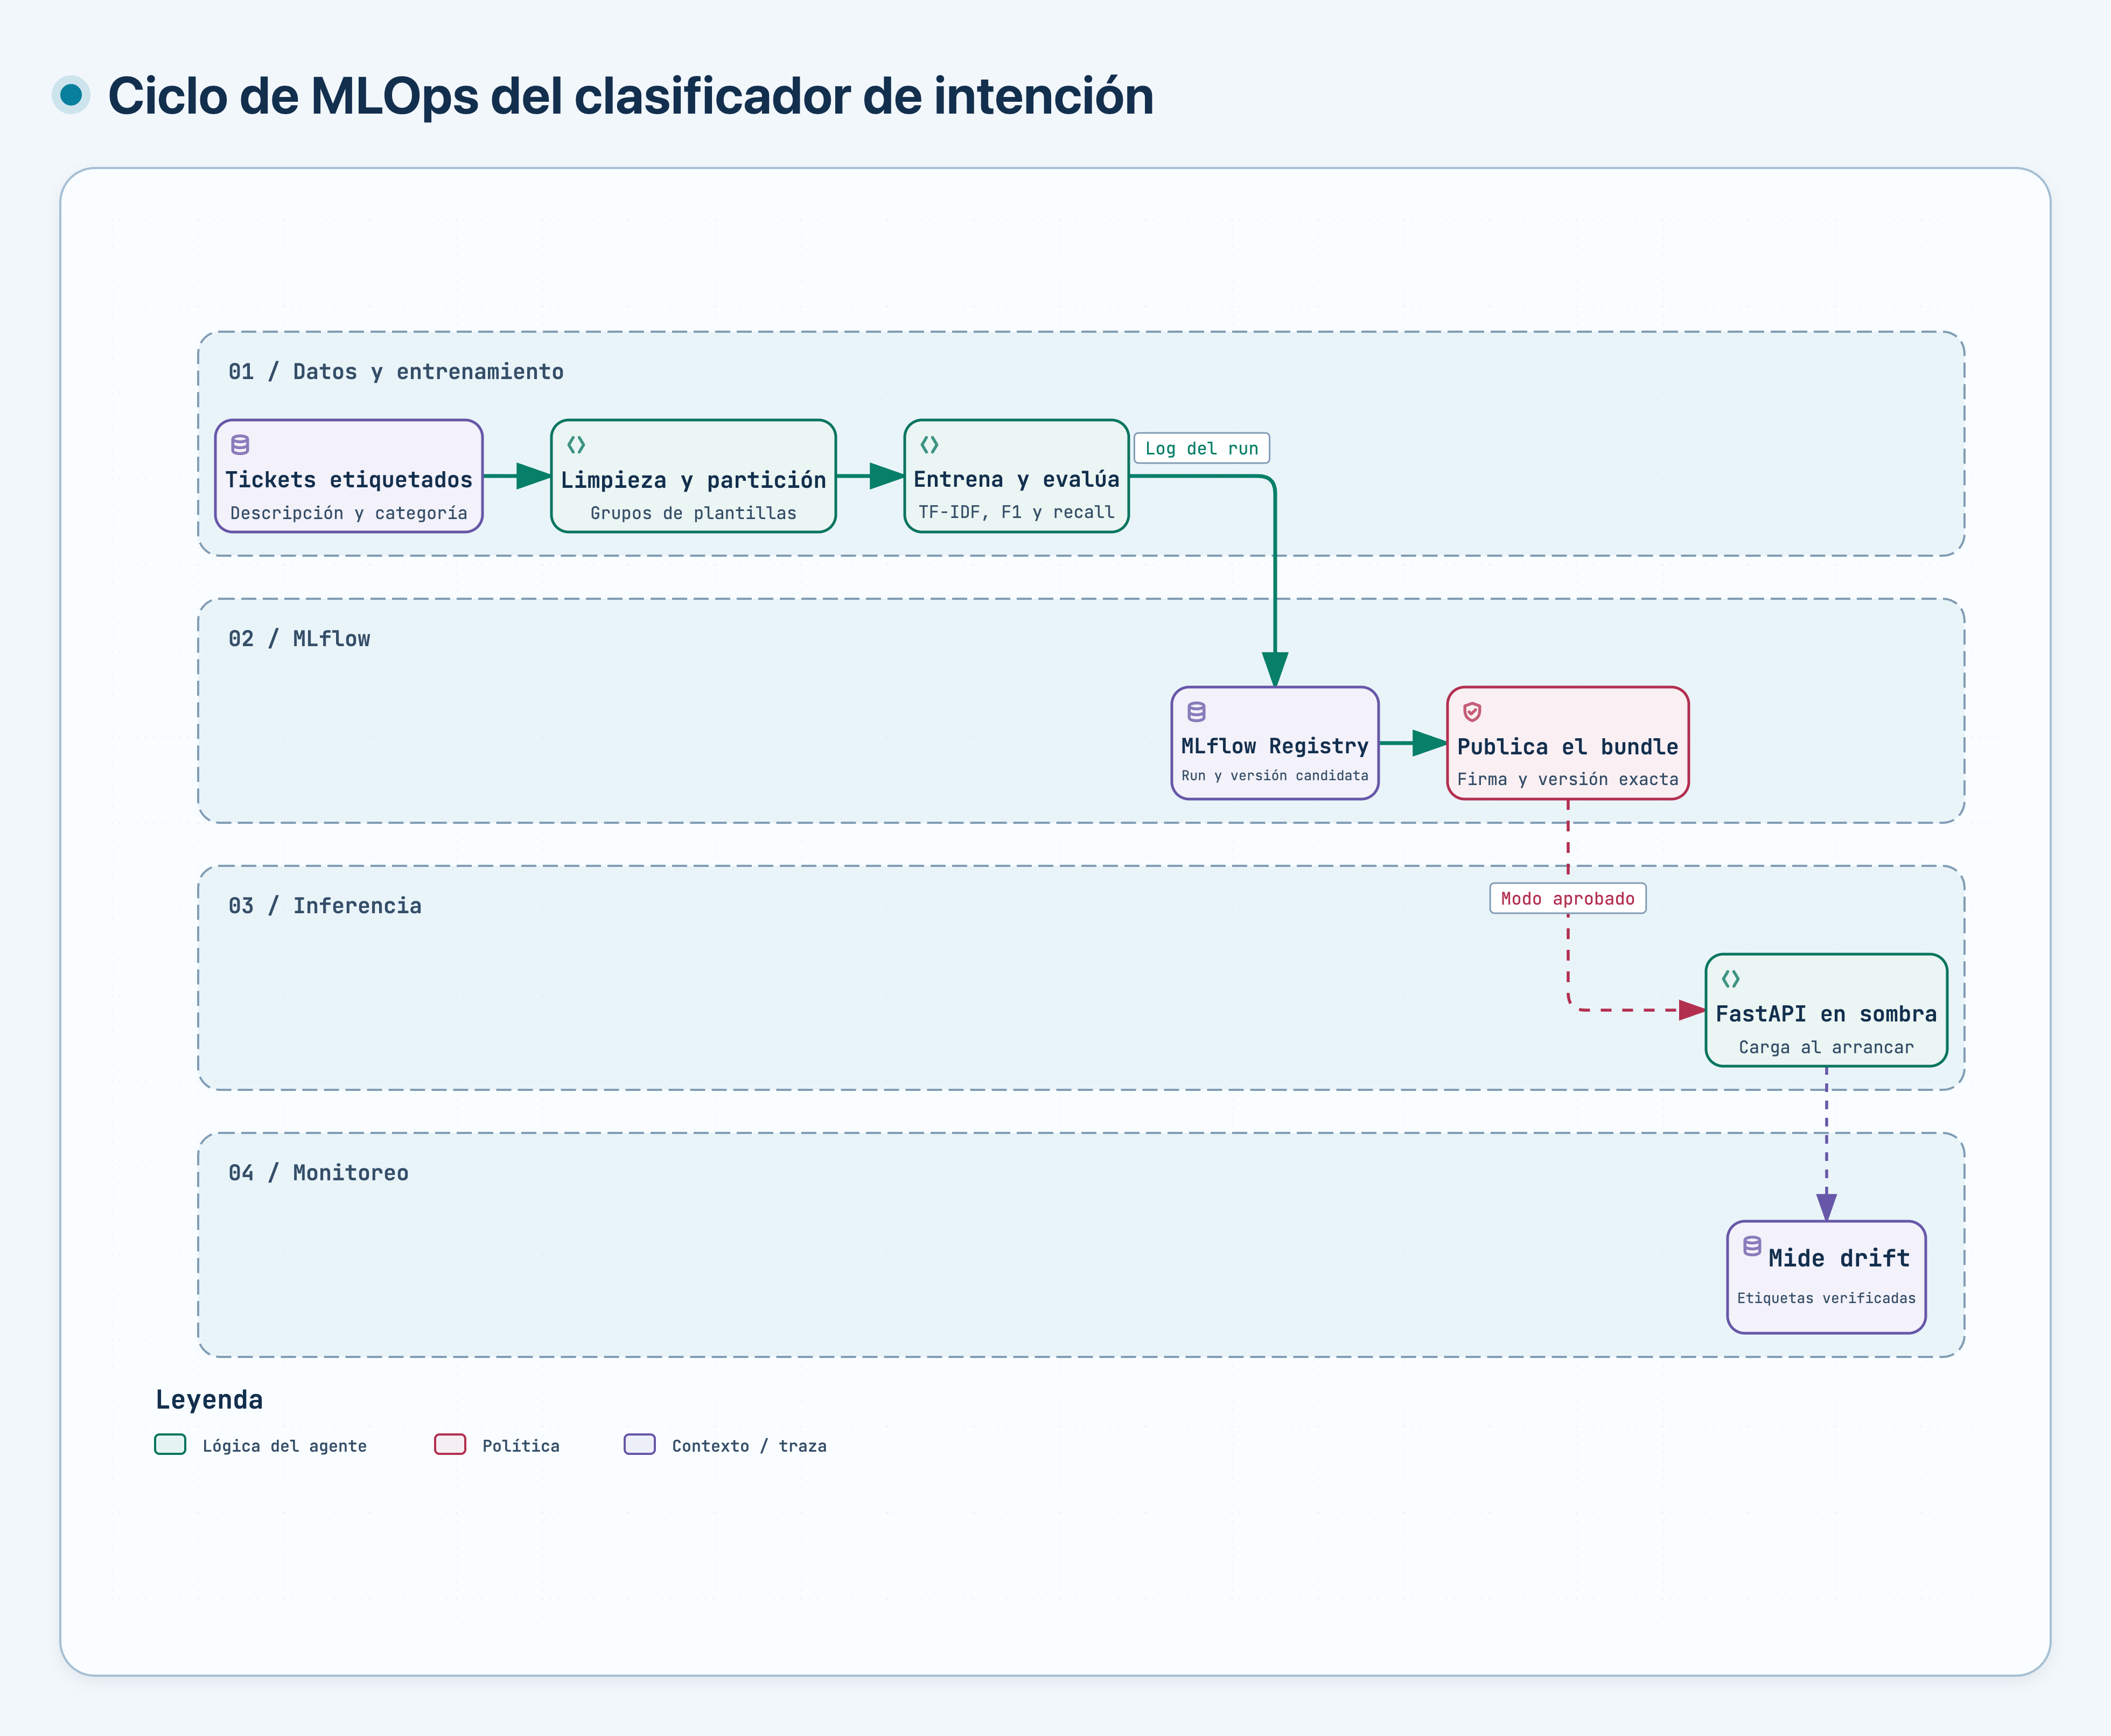 Ciclo de MLOps del clasificador de intención
01 / Datos y entrenamiento
Tickets etiquetados
Descripción y categoría
Limpieza y partición
Grupos de plantillas
Entrena y evalúa
TF-IDF, F1 y recall
Log del run
02 / MLflow
MLflow Registry
Run y versión candidata
Publica el bundle
Firma y versión exacta
03 / Inferencia
Modo aprobado
FastAPI en sombra
Carga al arrancar
04 / Monitoreo
Mide drift
Etiquetas verificadas
Leyenda
Lógica del agente
Política
Contexto / traza